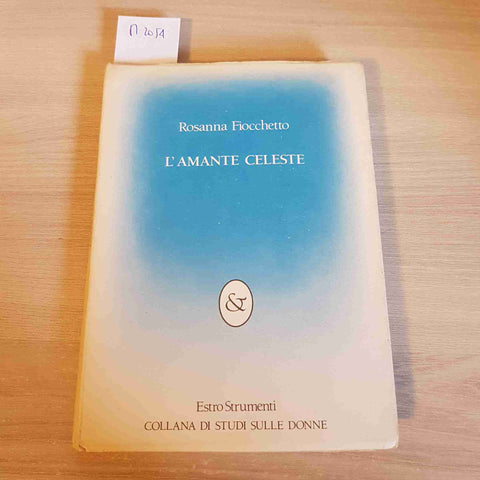 Rosanna Fiocchetto
L'AMANTE CELESTE
&
Estro Strumenti
COLLANA DI STUDI SULLE DONNE